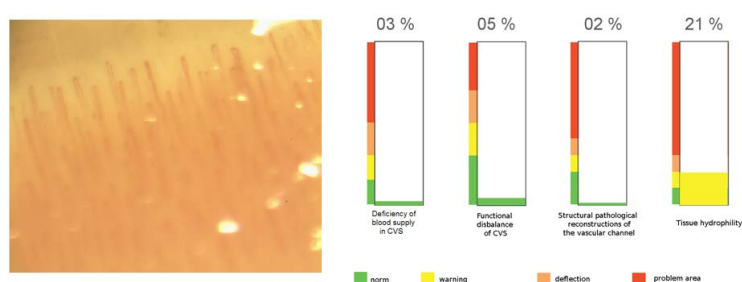 03 %
05 %
02 %
21 %
Deficiency of
blood supply
in CVS
Functional
disbalance
of CVS
Structural pathological
reconstructions of
the vascular channel
Tissue hydrophility
norm
warning
deflection
problem area